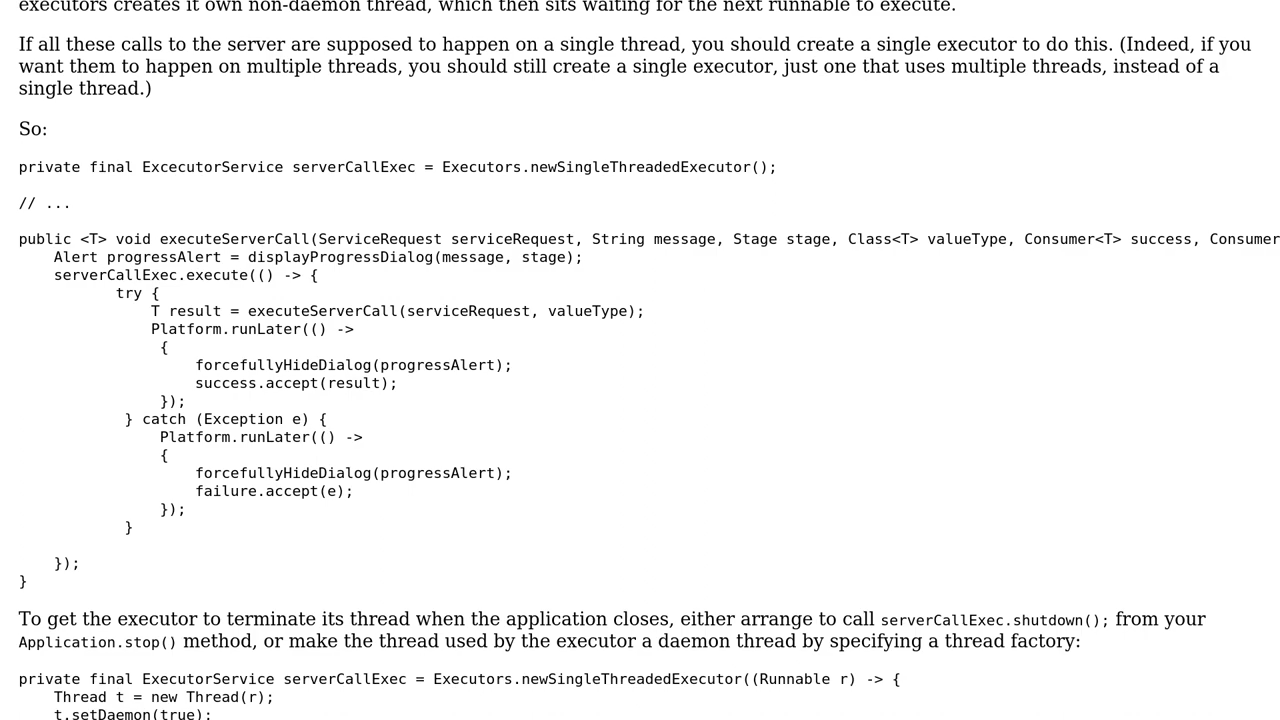 executors creates it own non-daemon thread, which then sits waiting for the next runnable to execute.
If all these calls to the server are supposed to happen on a single thread, you should create a single executor to do this. (Indeed, if you
want them to happen on multiple threads, you should still create a single executor, just one that uses multiple threads, instead of a
single thread.)
So:
private final ExcecutorService serverCallExec = Executors.newSingleThreadedExecutor();
// ...
public <T> void executeServerCall(ServiceRequest serviceRequest, String message, Stage stage, Class<T> valueType, Consumer<T> success, Consumer
    Alert progressAlert = displayProgressDialog(message, stage);
    serverCallExec.execute(() -> {
           try {
               T result = executeServerCall(serviceRequest, valueType);
               Platform.runLater(() ->
                {
                    forcefullyHideDialog(progressAlert);
                    success.accept(result);
                });
            } catch (Exception e) {
                Platform.runLater(() ->
                {
                    forcefullyHideDialog(progressAlert);
                    failure.accept(e);
                });
            }
    });
}
To get the executor to terminate its thread when the application closes, either arrange to call serverCallExec.shutdown(); from your
Application.stop() method, or make the thread used by the executor a daemon thread by specifying a thread factory:
private final ExecutorService serverCallExec = Executors.newSingleThreadedExecutor((Runnable r) -> {
    Thread t = new Thread(r);
    t.setDaemon(true);